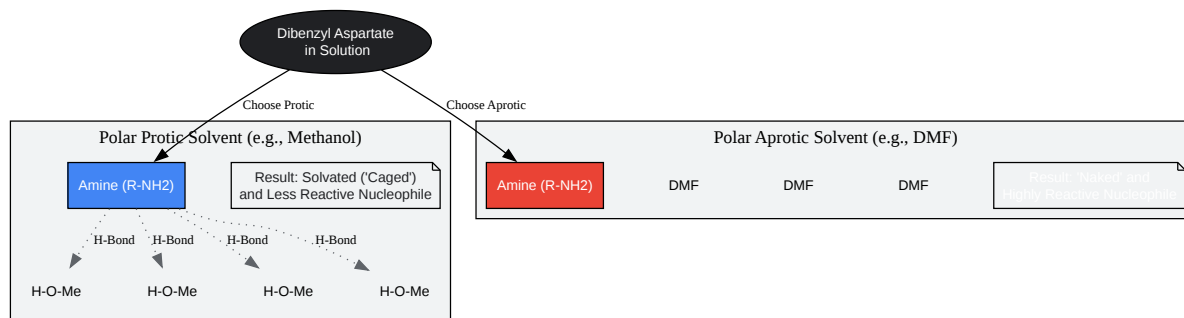 Dibenzyl Aspartate
in Solution
Choose Protic
Choose Aprotic
Polar Protic Solvent (e.g., Methanol)
Amine (R-NH2)
Result: Solvated ('Caged')
and Less Reactive Nucleophile
H-Bond
H-Bond
H-Bond
H-Bond
H-O-Me
H-O-Me
H-O-Me
H-O-Me
Polar Aprotic Solvent (e.g., DMF)
Amine (R-NH2)
DMF
DMF
DMF
Result: 'Naked' and
Highly Reactive Nucleophile